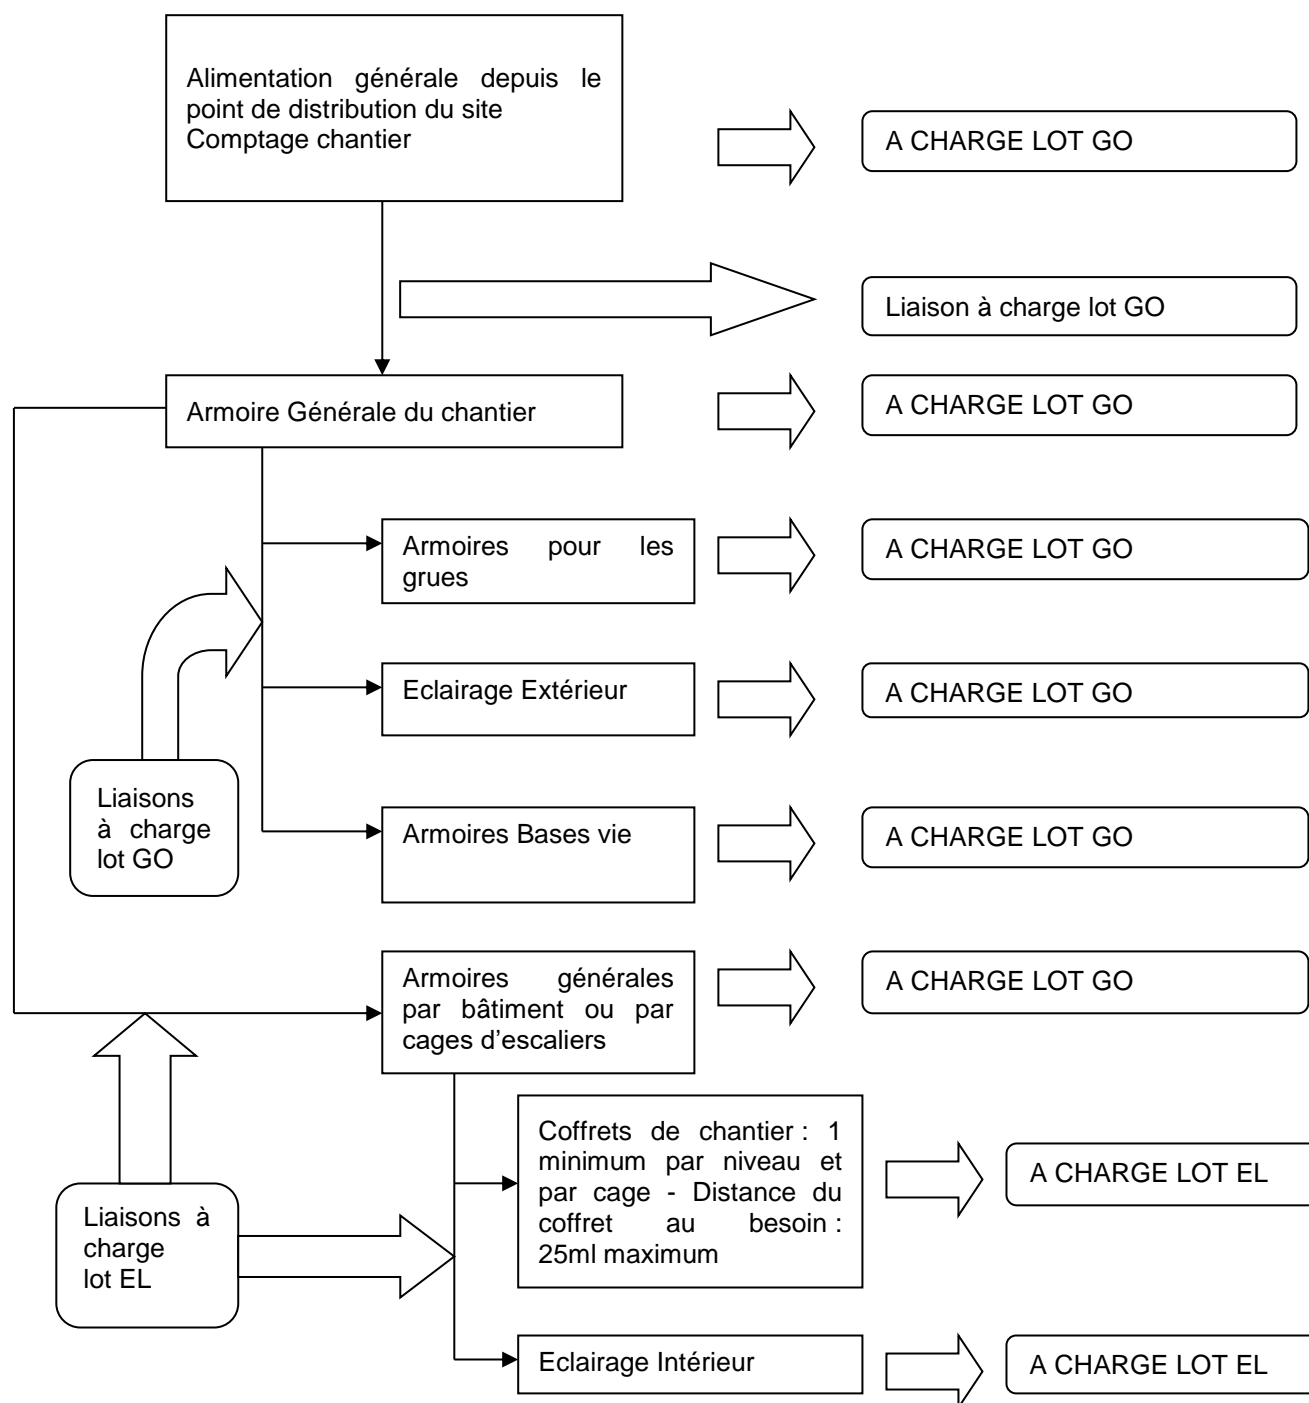 Alimentation générale depuis le
point de distribution du site
Comptage chantier
A CHARGE LOT GO
Liaison à charge lot GO
Armoire Générale du chantier
A CHARGE LOT GO
Armoires pour les
grues
A CHARGE LOT GO
Eclairage Extérieur
A CHARGE LOT GO
Liaisons
à charge
lot GO
Armoires Bases vie
A CHARGE LOT GO
Armoires générales
par bâtiment ou par
cages d’escaliers
A CHARGE LOT GO
Coffrets de chantier : 1
minimum par niveau et
par cage - Distance du
coffret au besoin :
25ml maximum
A CHARGE LOT EL
Liaisons à
charge
lot EL
Eclairage Intérieur
A CHARGE LOT EL